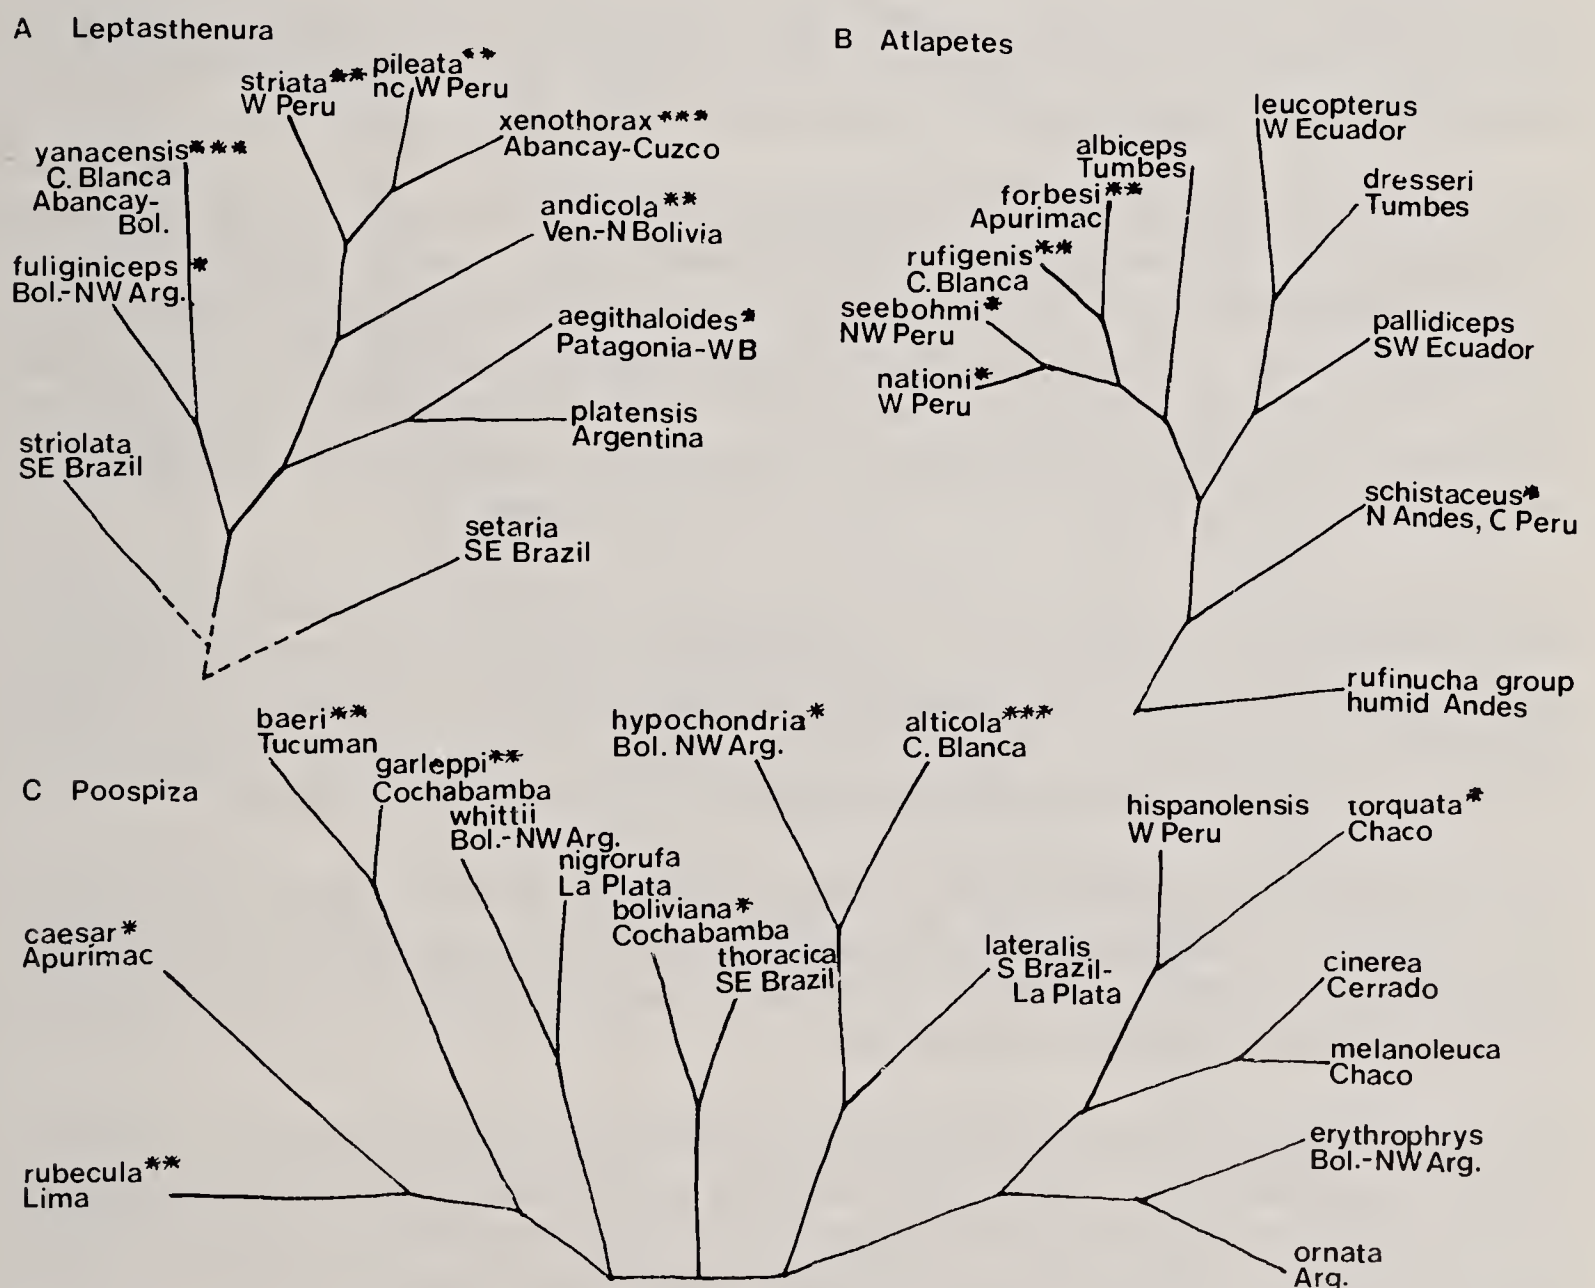 A Leptasthenura
striata**
W Peru
pileata**
nc W Peru
xenothorax***
Abancay-Cuzco
yanacensis***
C. Blanca
Abancay-
Bol.
andicola**
Ven.-N Bolivia
fuliginiceps*
Bol.-NW Arg.
aegithaloides*
Patagonia-WB
platensis
Argentina
striolata
SE Brazil
setaria
SE Brazil
B Atlapetes
leucopterus
W Ecuador
albiceps
Tumbes
dresseri
Tumbes
forbesi**
Apurimac
rufigenis**
C. Blanca
seebohmi*
NW Peru
pallidiceps
SW Ecuador
nationi*
W Peru
schistaceus*
N Andes, C Peru
rufinucha group
humid Andes
C Poospiza
baeri**
Tucuman
garleppi**
Cochabamba
whittii
Bol.-NW Arg.
nigrorufa
La Plata
boliviana*
Cochabamba
thoracica
SE Brazil
hypochondria*
Bol. NW Arg.
alticola***
C. Blanca
lateralis
S Brazil-
La Plata
hispanolensis
W Peru
torquata*
Chaco
cinerea
Cerrado
melanoleuca
Chaco
erythrophrys
Bol.-NW Arg.
ornata
Arg.
caesar*
Apurimac
rubecula**
Lima